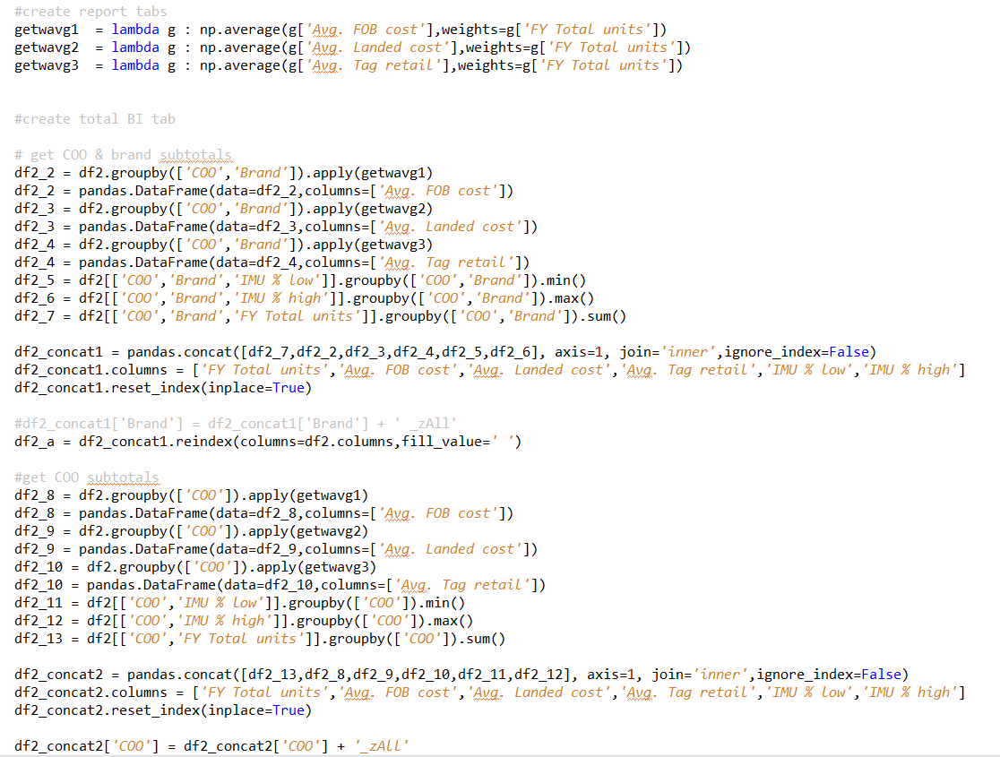 #create report tabs
getwavg1  = lambda g : np.average(g['Avg. FOB cost'],weights=g['FY Total units'])
getwavg2  = lambda g : np.average(g['Avg. Landed cost'],weights=g['FY Total units'])
getwavg3  = lambda g : np.average(g['Avg. Tag retail'],weights=g['FY Total units'])
#create total BI tab
# get COO & brand subtotals
df2_2 = df2.groupby(['COO','Brand']).apply(getwavg1)
df2_2 = pandas.DataFrame(data=df2_2,columns=['Avg. FOB cost'])
df2_3 = df2.groupby(['COO','Brand']).apply(getwavg2)
df2_3 = pandas.DataFrame(data=df2_3,columns=['Avg. Landed cost'])
df2_4 = df2.groupby(['COO','Brand']).apply(getwavg3)
df2_4 = pandas.DataFrame(data=df2_4,columns=['Avg. Tag retail'])
df2_5 = df2[['COO','Brand','IMU % low']].groupby(['COO','Brand']).min()
df2_6 = df2[['COO','Brand','IMU % high']].groupby(['COO','Brand']).max()
df2_7 = df2[['COO','Brand','FY Total units']].groupby(['COO','Brand']).sum()
df2_concat1 = pandas.concat([df2_7,df2_2,df2_3,df2_4,df2_5,df2_6], axis=1, join='inner',ignore_index=False)
df2_concat1.columns = ['FY Total units','Avg. FOB cost','Avg. Landed cost','Avg. Tag retail','IMU % low','IMU % high']
df2_concat1.reset_index(inplace=True)
#df2_concat1['Brand'] = df2_concat1['Brand'] + ' _zAll'
df2_a = df2_concat1.reindex(columns=df2.columns,fill_value=' ')
#get COO subtotals
df2_8 = df2.groupby(['COO']).apply(getwavg1)
df2_8 = pandas.DataFrame(data=df2_8,columns=['Avg. FOB cost'])
df2_9 = df2.groupby(['COO']).apply(getwavg2)
df2_9 = pandas.DataFrame(data=df2_9,columns=['Avg. Landed cost'])
df2_10 = df2.groupby(['COO']).apply(getwavg3)
df2_10 = pandas.DataFrame(data=df2_10,columns=['Avg. Tag retail'])
df2_11 = df2[['COO','IMU % low']].groupby(['COO']).min()
df2_12 = df2[['COO','IMU % high']].groupby(['COO']).max()
df2_13 = df2[['COO','FY Total units']].groupby(['COO']).sum()
df2_concat2 = pandas.concat([df2_13,df2_8,df2_9,df2_10,df2_11,df2_12], axis=1, join='inner',ignore_index=False)
df2_concat2.columns = ['FY Total units','Avg. FOB cost','Avg. Landed cost','Avg. Tag retail','IMU % low','IMU % high']
df2_concat2.reset_index(inplace=True)
df2_concat2['COO'] = df2_concat2['COO'] + '_zAll'